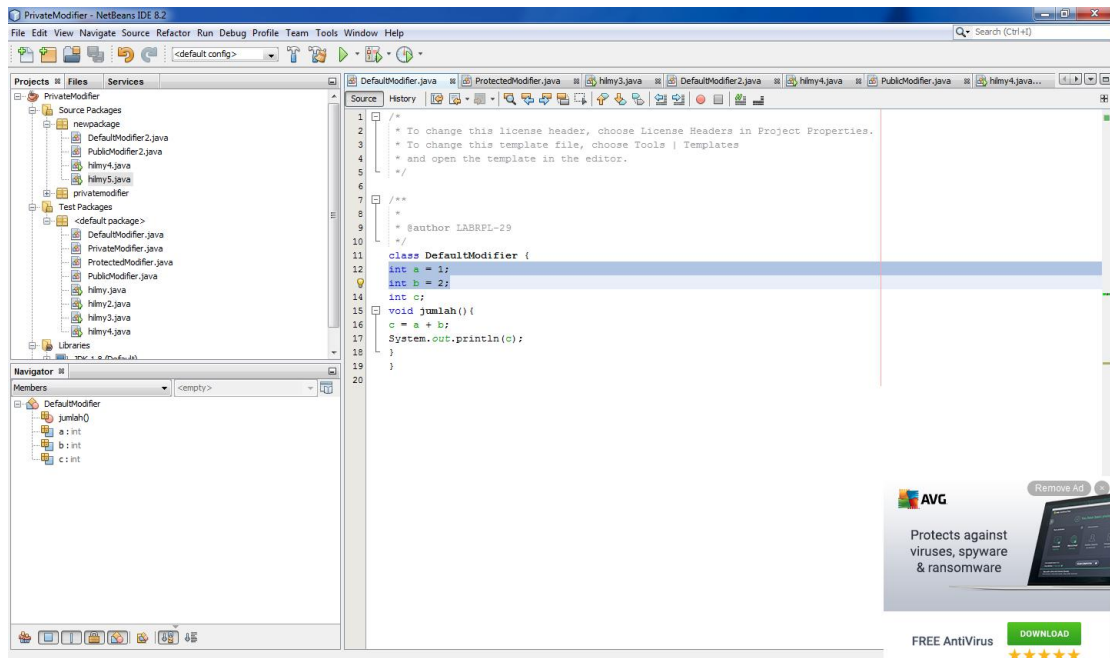 PrivateModifier - NetBeans IDE 8.2
File Edit View Navigate Source Refactor Run Debug Profile Team Tools Window Help
Search (Ctrl+I)
<default config>
Projects Files Services
PrivateModifier
Source Packages
newpackage
DefaultModifier2.java
PublicModifier2.java
hilmy4.java
hilmy5.java
privatemodifier
Test Packages
<default package>
DefaultModifier.java
PrivateModifier.java
ProtectedModifier.java
PublicModifier.java
hilmy.java
hilmy2.java
hilmy3.java
hilmy4.java
Libraries
JDK 1.8 (Default)
Navigator
Members <empty>
DefaultModifier
jumlah()
a : int
b : int
c : int
DefaultModifier.java ProtectedModifier.java hilmy3.java DefaultModifier2.java hilmy4.java PublicModifier.java hilmy4.java...
Source History
1 /*
2 * To change this license header, choose License Headers in Project Properties.
3 * To change this template file, choose Tools | Templates
4 * and open the template in the editor.
5 */
6
7 /**
8 *
9 * @author LABRPL-29
10 */
11 class DefaultModifier {
12 int a = 1;
int b = 2;
14 int c;
15 void jumlah(){
16 c = a + b;
17 System.out.println(c);
18 }
19 }
20
Remove Ad
AVG
Protects against
viruses, spyware
& ransomware
FREE AntiVirus
DOWNLOAD